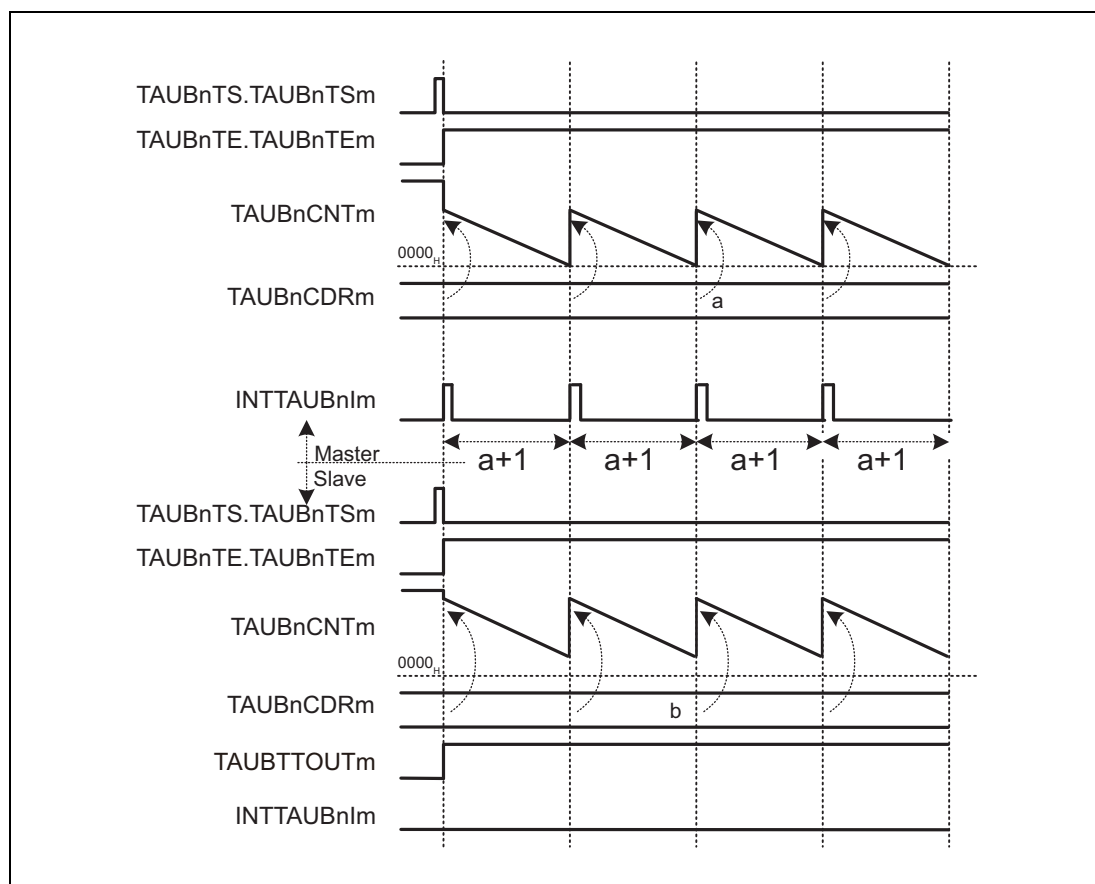 TAUBnTS.TAUBnTSm
TAUBnTE.TAUBnTEm
TAUBnCNTm
0000H
TAUBnCDRm
a
INTTAUBnIm
a+1 a+1 a+1 a+1
Master
Slave
TAUBnTS.TAUBnTSm
TAUBnTE.TAUBnTEm
TAUBnCNTm
0000H
TAUBnCDRm
b
TAUBTTOUTm
INTTAUBnIm